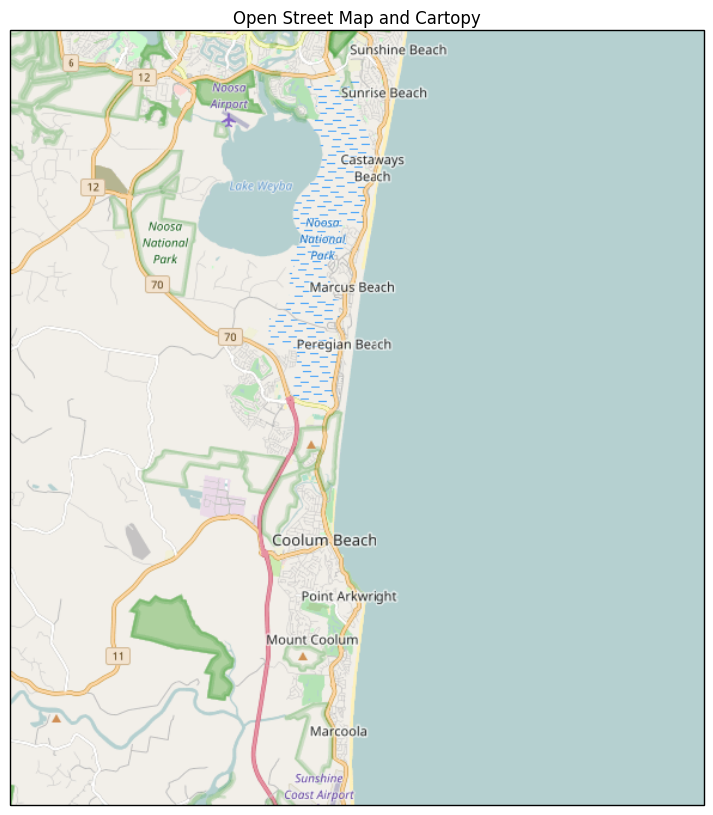 Open Street Map and Cartopy
Sunshine Beach
6
12
Noosa
Airport
Sunrise Beach
Castaways
Beach
12
Lake Weyba
Noosa
National
Park
Noosa
National
Park
70
Marcus Beach
70
Peregian Beach
Coolum Beach
Point Arkwright
Mount Coolum
11
Marcoola
Sunshine
Coast Airport